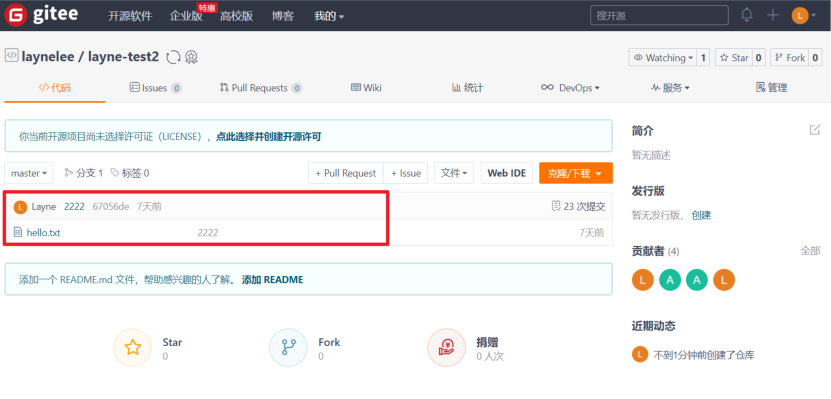 gitee 开源软件 企业版 特惠 高校版 博客 我的 搜开源 L
laynelee / layne-test2 Watching 1 Star 0 Fork 0
代码 Issues 0 Pull Requests 0 Wiki 统计 DevOps 服务 管理
你当前开源项目尚未选择许可证（LICENSE），点此选择并创建开源许可
master 分支 1 标签 0 + Pull Request + Issue 文件 Web IDE 克隆/下载
L Layne 2222 67056de 7天前 23 次提交
hello.txt 2222 7天前
添加一个 README.md 文件，帮助感兴趣的人了解。添加 README
Star
0
Fork
0
捐赠
0 人次
简介
暂无描述
发行版
暂无发行版，创建
贡献者 (4) 全部
L A A L
近期动态
L 不到1分钟前创建了仓库